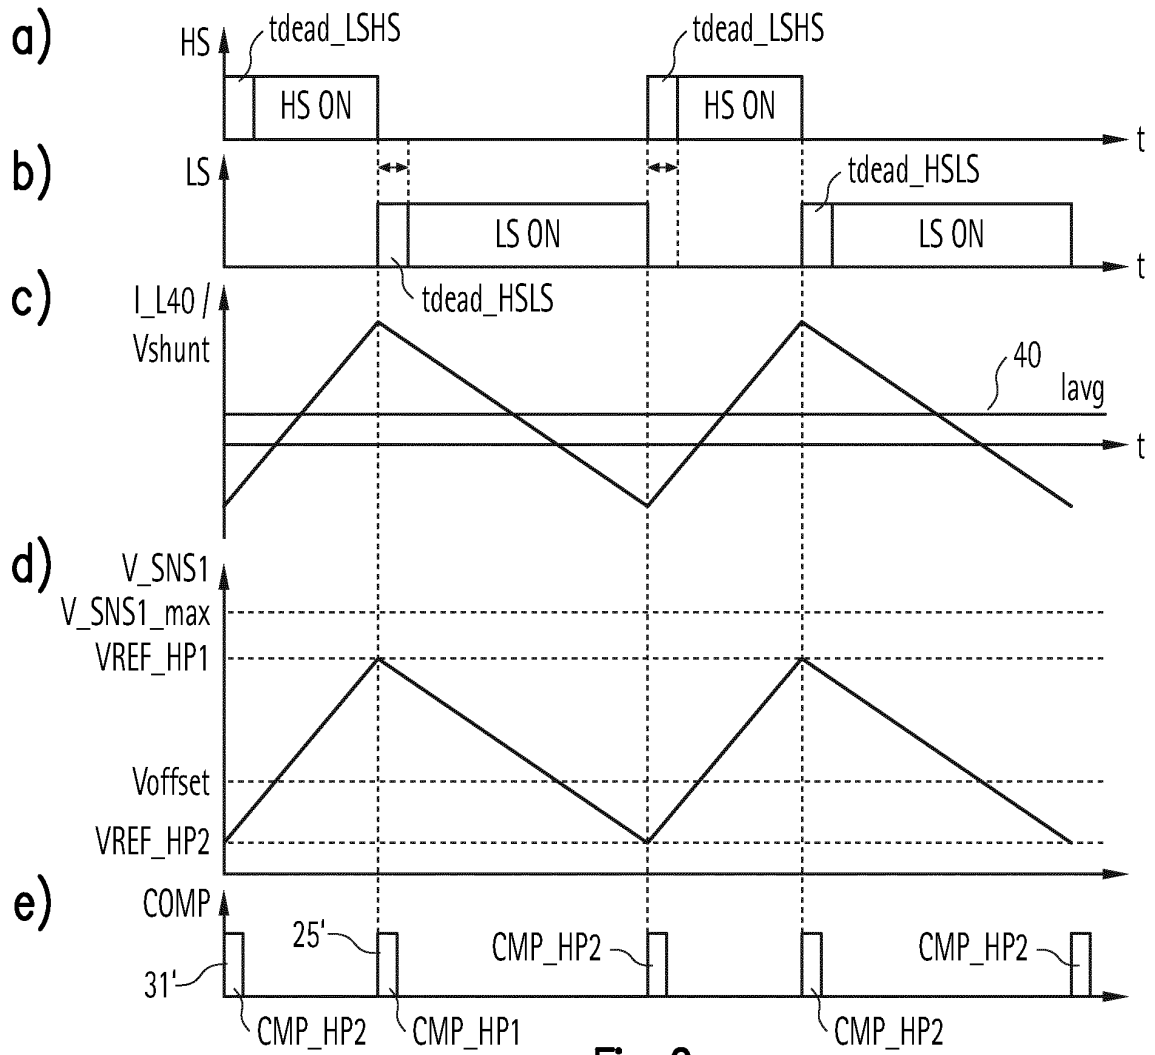 a)
HS
tdead_LSHS
tdead_LSHS
HS ON
HS ON
t
b)
LS
tdead_HSLS
LS ON
LS ON
t
c)
I_L40 /
Vshunt
tdead_HSLS
40
Iavg
t
d)
V_SNS1
V_SNS1_max
VREF_HP1
Voffset
VREF_HP2
e)
COMP
25'
CMP_HP2
CMP_HP2
31'
CMP_HP2
CMP_HP1
CMP_HP2